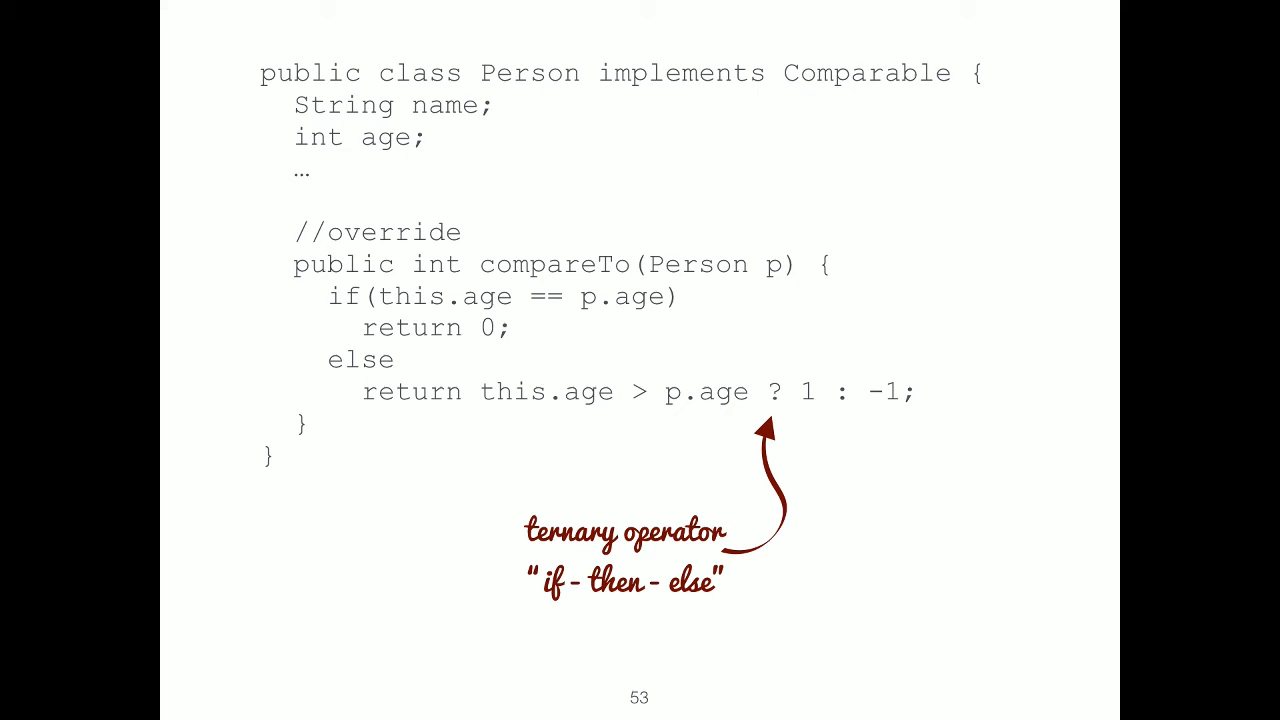 public class Person implements Comparable {
String name;
int age;
…
//override
public int compareTo(Person p) {
if(this.age == p.age)
return 0;
else
return this.age > p.age ? 1 : -1;
}
}
ternary operator
“ if - then - else”
53